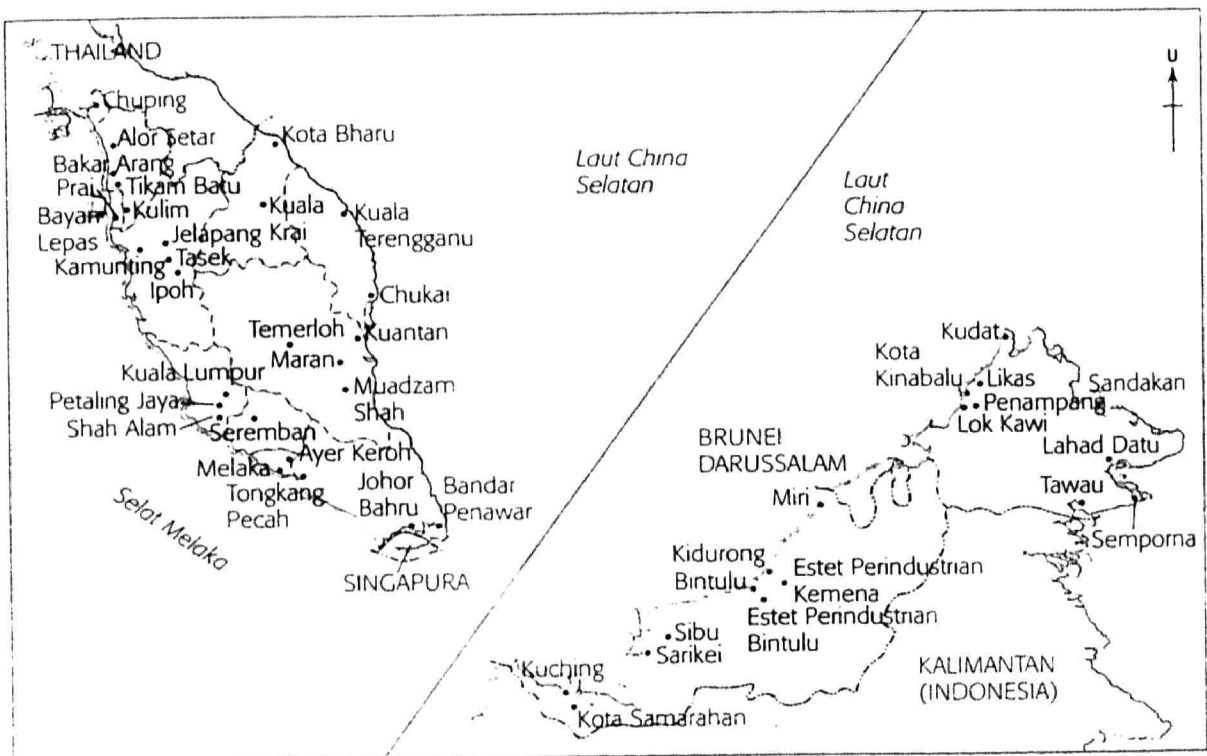 THAILAND
Chuping
Alor Setar
Bakar Arang
Prai
Tikam Batu
Bayan
Lepas
Kulim
Jelapang
Kamunting
Tasek
Ipoh
Kota Bharu
Kuala
Krai
Kuala
Terengganu
Chukai
Temerloh
Kuantan
Maran
Muadzam
Shah
Kuala Lumpur
Petaling Jaya
Shah Alam
Seremban
Ayer Keroh
Melaka
Tongkang
Pecah
Johor
Bahru
Bandar
Penawar
SINGAPURA
Selat Melaka
Laut China
Selatan
Laut
China
Selatan
U
Kudat
Kota
Kinabalu
Likas
Penampang
Lok Kawi
Sandakan
Lahad Datu
Tawau
Semporna
BRUNEI
DARUSSALAM
Miri
Kidurong
Bintulu
Estet Perindustrian
Kemena
Estet Perindustrian
Bintulu
Sibu
Sarikei
Kuching
Kota Samarahan
KALIMANTAN
(INDONESIA)